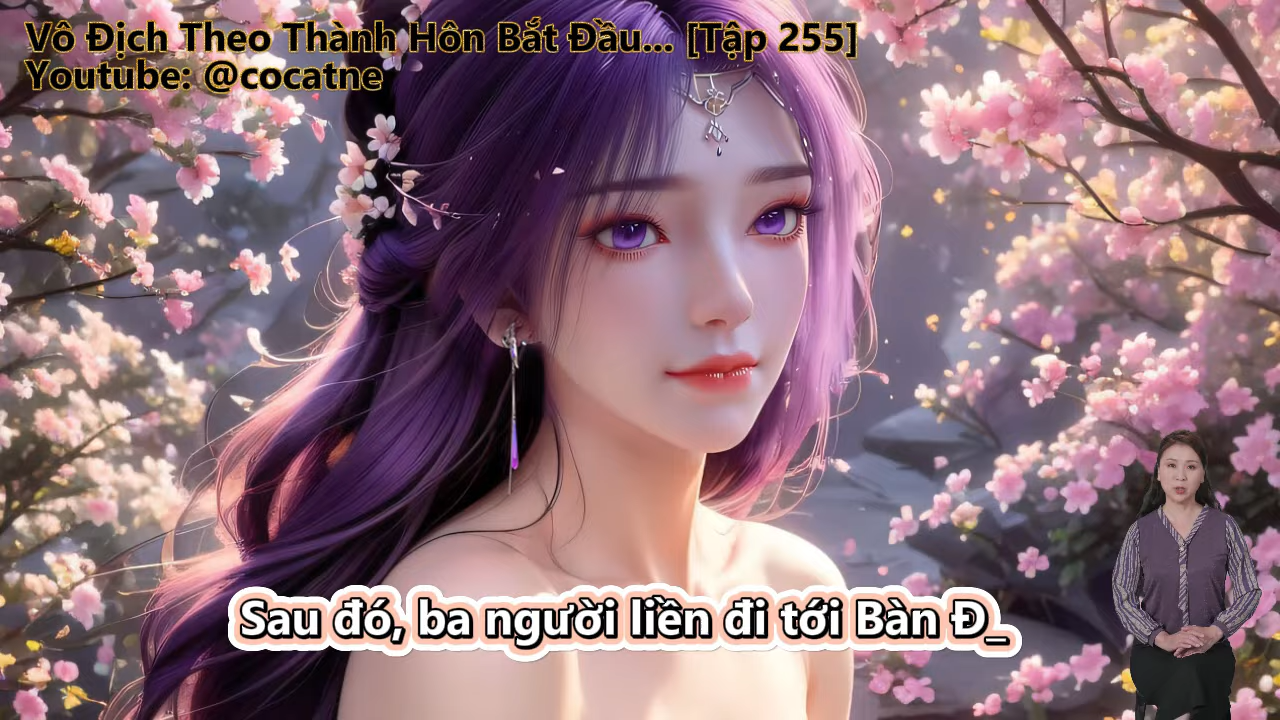 Vô Địch Theo Thành Hôn Bắt Đầu... [Tập 255]
Youtube: @cocatne
Sau đó, ba người liền đi tới Bàn Đ_